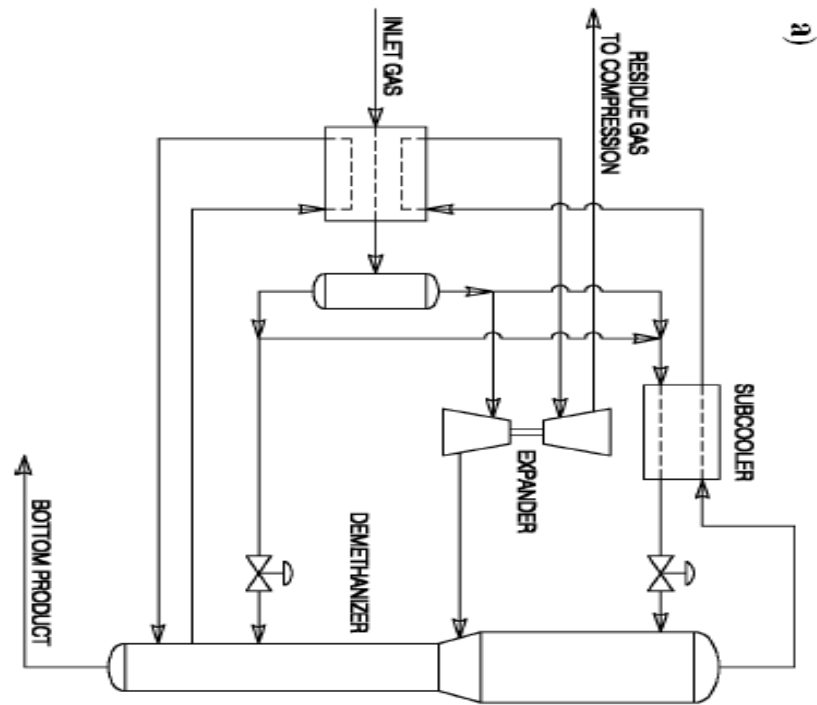 a)
RESIDUE GAS
TO COMPRESSION
INLET GAS
SUBCOOLER
EXPANDER
DEMETHANIZER
BOTTOM PRODUCT